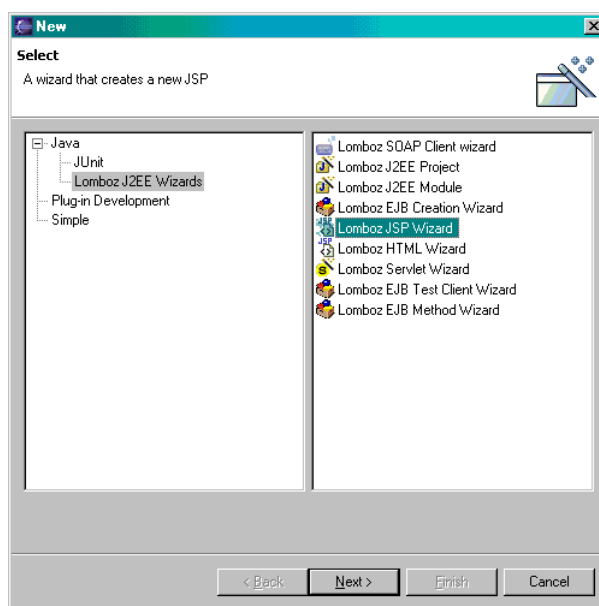 New
Select
A wizard that creates a new JSP
Java
JUnit
Lomboz J2EE Wizards
Plug-in Development
Simple
Lomboz SOAP Client wizard
Lomboz J2EE Project
Lomboz J2EE Module
Lomboz EJB Creation Wizard
Lomboz JSP Wizard
Lomboz HTML Wizard
Lomboz Servlet Wizard
Lomboz EJB Test Client Wizard
Lomboz EJB Method Wizard
< Back
Next >
Finish
Cancel